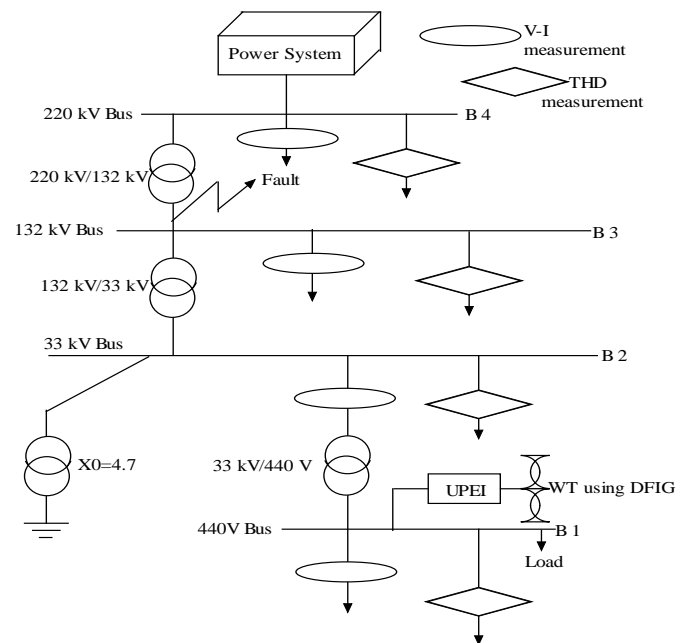 V-I
measurement
Power System
THD
measurement
220 kV Bus
B 4
220 kV/132 kV
Fault
132 kV Bus
B 3
132 kV/33 kV
33 kV Bus
B 2
X0=4.7
33 kV/440 V
UPEI
WT using DFIG
440V Bus
B 1
Load